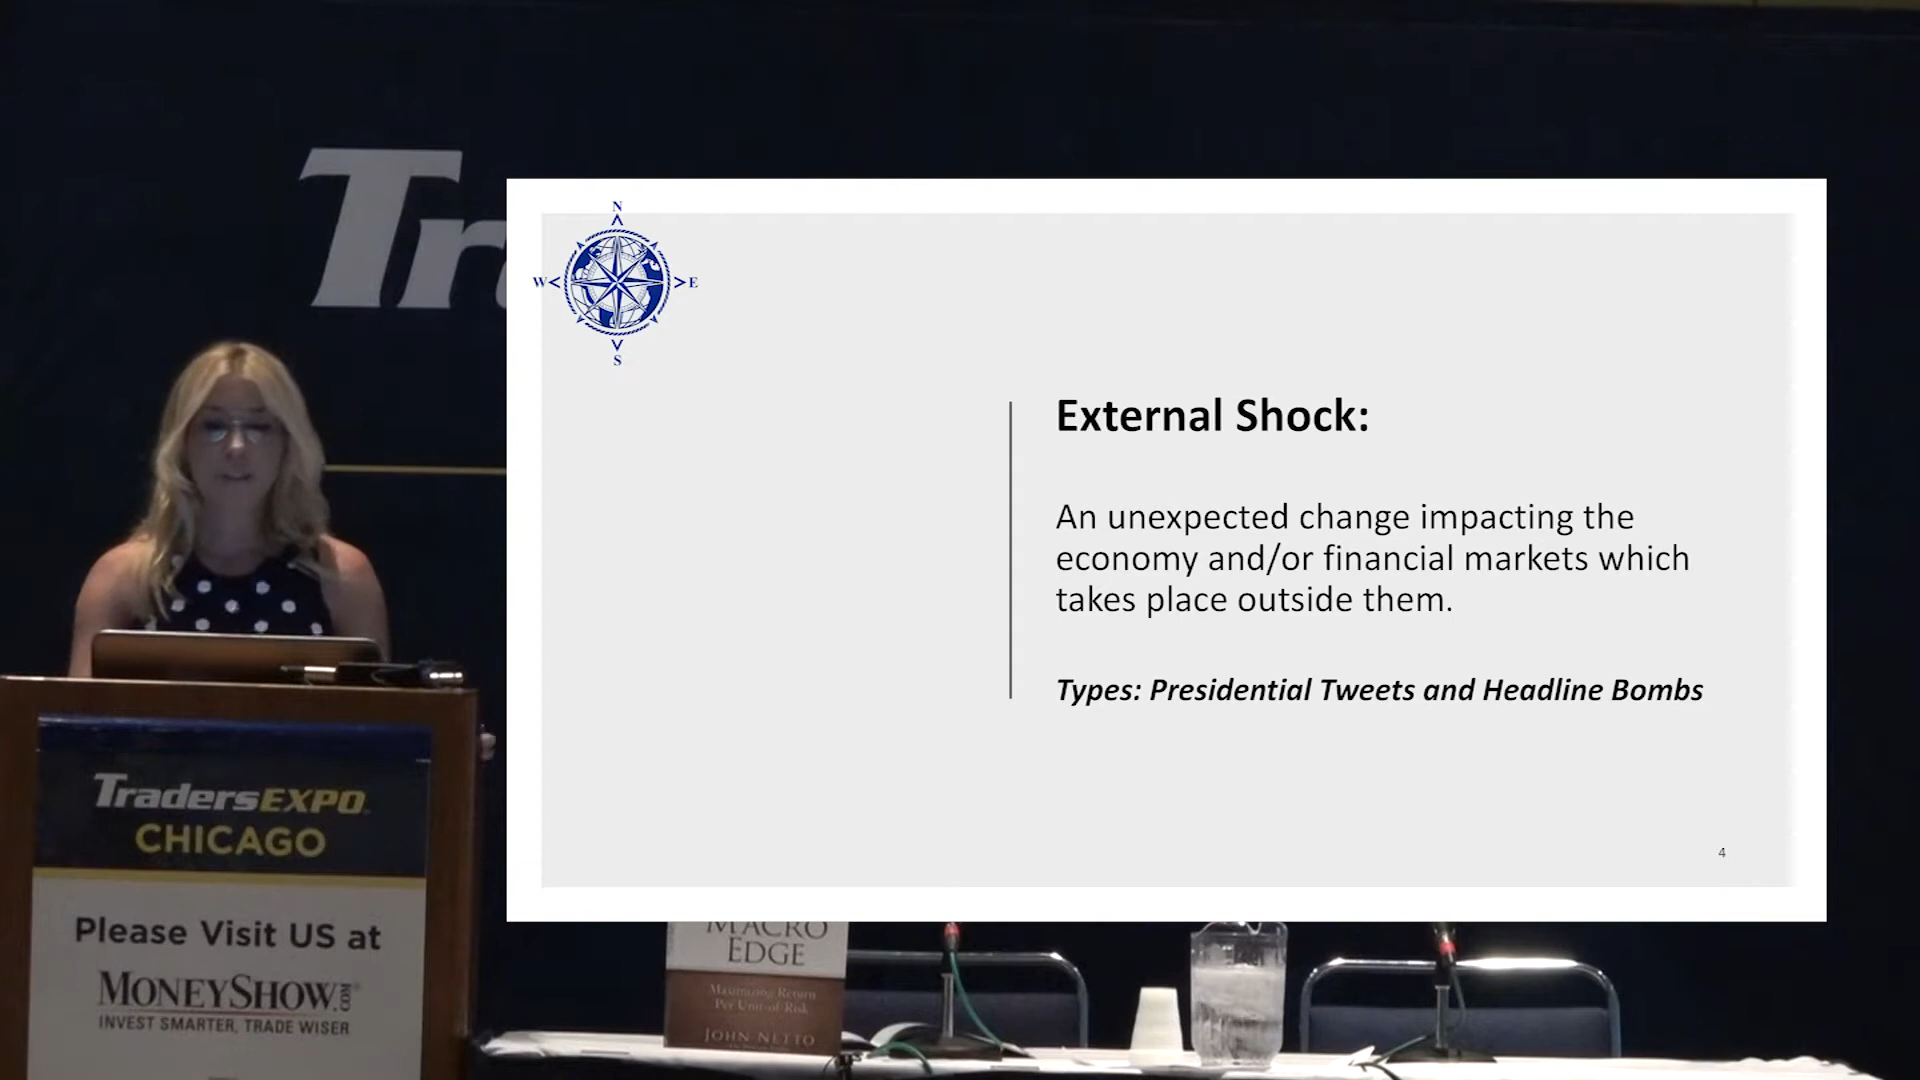 Tr
N
W
E
S
External Shock:
An unexpected change impacting the
economy and/or financial markets which
takes place outside them.
Types: Presidential Tweets and Headline Bombs
4
TradersEXPO
CHICAGO
Please Visit US at
MONEYSHOW.COM
INVEST SMARTER, TRADE WISER
MACRO
EDGE
Maximizing Return
Per Unit of Risk
JOHN NETTO